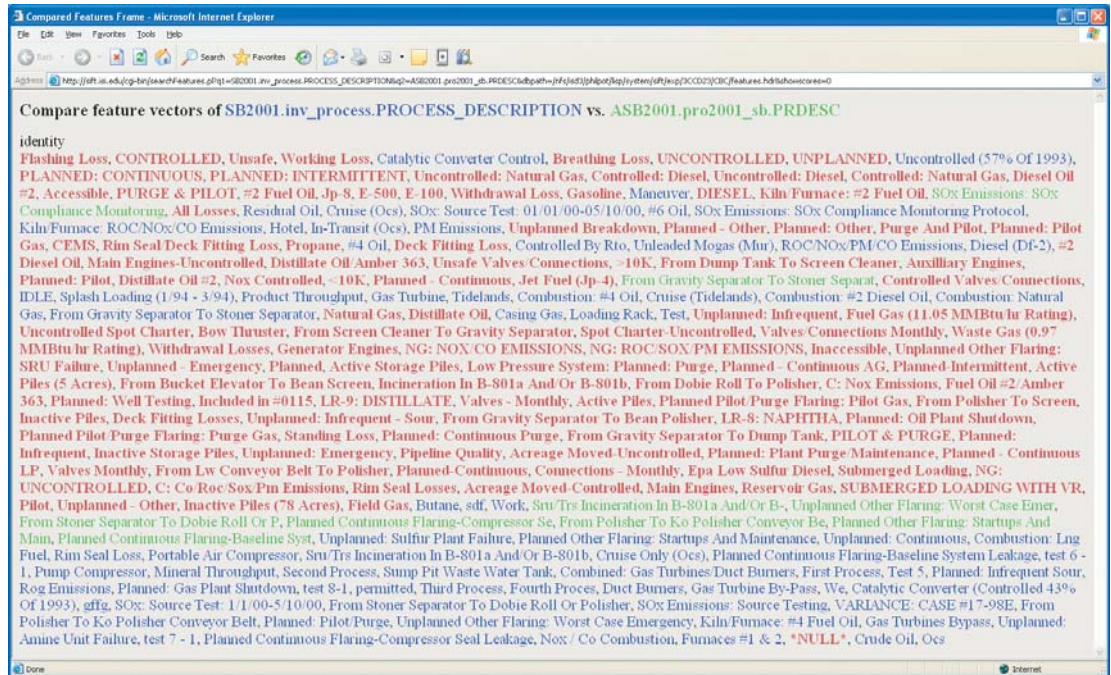 Compared Features Frame - Microsoft Internet Explorer
File Edit View Favorites Tools Help
Back Search Favorites
Address http://sft.isi.edu/cgi-bin/searchFeatures.pl?q1=SB2001.inv_process.PROCESS_DESCRIPTION&q2=ASB2001.pro2001_sb.PRDESC&dbpath=/nfs/isd3/philpot/lisp/system/sift/exp/3CCD23/CBC/features.hdr&showscores=0
Compare feature vectors of SB2001.inv_process.PROCESS_DESCRIPTION vs. ASB2001.pro2001_sb.PRDESC
identity
Flashing Loss, CONTROLLED, Unsafe, Working Loss, Catalytic Converter Control, Breathing Loss, UNCONTROLLED, UNPLANNED, Uncontrolled (57% Of 1993),
PLANNED: CONTINUOUS, PLANNED: INTERMITTENT, Uncontrolled: Natural Gas, Controlled: Diesel, Uncontrolled: Diesel, Controlled: Natural Gas, Diesel Oil
#2, Accessible, PURGE & PILOT, #2 Fuel Oil, Jp-8, E-500, E-100, Withdrawal Loss, Gasoline, Maneuver, DIESEL, Kiln/Furnace: #2 Fuel Oil, SOx Emissions: SOx
Compliance Monitoring, All Losses, Residual Oil, Cruise (Ocs), SOx: Source Test: 01/01/00-05/10/00, #6 Oil, SOx Emissions: SOx Compliance Monitoring Protocol,
Kiln/Furnace: ROC/NOx/CO Emissions, Hotel, In-Transit (Ocs), PM Emissions, Unplanned Breakdown, Planned - Other, Planned: Other, Purge And Pilot, Planned: Pilot
Gas, CEMS, Rim Seal/Deck Fitting Loss, Propane, #4 Oil, Deck Fitting Loss, Controlled By Rto, Unleaded Mogas (Mur), ROC/NOx/PM/CO Emissions, Diesel (Df-2), #2
Diesel Oil, Main Engines-Uncontrolled, Distillate Oil/Amber 363, Unsafe Valves/Connections, >10K, From Dump Tank To Screen Cleaner, Auxilliary Engines,
Planned: Pilot, Distillate Oil #2, Nox Controlled, <10K, Planned - Continuous, Jet Fuel (Jp-4), From Gravity Separator To Stoner Separat, Controlled Valves/Connections,
IDLE, Splash Loading (1/94 - 3/94), Product Throughput, Gas Turbine, Tidelands, Combustion: #4 Oil, Cruise (Tidelands), Combustion: #2 Diesel Oil, Combustion: Natural
Gas, From Gravity Separator To Stoner Separator, Natural Gas, Distillate Oil, Casing Gas, Loading Rack, Test, Unplanned: Infrequent, Fuel Gas (11.05 MMBtu/hr Rating),
Uncontrolled Spot Charter, Bow Thruster, From Screen Cleaner To Gravity Separator, Spot Charter-Uncontrolled, Valves/Connections Monthly, Waste Gas (0.97
MMBtu/hr Rating), Withdrawal Losses, Generator Engines, NG: NOX/CO EMISSIONS, NG: ROC/SOX/PM EMISSIONS, Inaccessible, Unplanned Other Flaring:
SRU Failure, Unplanned - Emergency, Planned, Active Storage Piles, Low Pressure System: Planned: Purge, Planned - Continuous AG, Planned-Intermittent, Active
Piles (5 Acres), From Bucket Elevator To Bean Screen, Incineration In B-801a And/Or B-801b, From Dobie Roll To Polisher, C: Nox Emissions, Fuel Oil #2/Amber
363, Planned: Well Testing, Included in #0115, LR-9: DISTILLATE, Valves - Monthly, Active Piles, Planned Pilot/Purge Flaring: Pilot Gas, From Polisher To Screen,
Inactive Piles, Deck Fitting Losses, Unplanned: Infrequent - Sour, From Gravity Separator To Bean Polisher, LR-8: NAPHTHA, Planned: Oil Plant Shutdown,
Planned Pilot/Purge Flaring: Purge Gas, Standing Loss, Planned: Continuous Purge, From Gravity Separator To Dump Tank, PILOT & PURGE, Planned:
Infrequent, Inactive Storage Piles, Unplanned: Emergency, Pipeline Quality, Acreage Moved-Uncontrolled, Planned: Plant Purge/Maintenance, Planned - Continuous
LP, Valves Monthly, From Lw Conveyor Belt To Polisher, Planned-Continuous, Connections - Monthly, Epa Low Sulfur Diesel, Submerged Loading, NG:
UNCONTROLLED, C: Co/Roc/Sox/Pm Emissions, Rim Seal Losses, Acreage Moved-Controlled, Main Engines, Reservoir Gas, SUBMERGED LOADING WITH VR,
Pilot, Unplanned - Other, Inactive Piles (78 Acres), Field Gas, Butane, sdf, Work, Sru/Trs Incineration In B-801a And/Or B-, Unplanned Other Flaring: Worst Case Emer,
From Stoner Separator To Dobie Roll Or P, Planned Continuous Flaring-Compressor Se, From Polisher To Ko Polisher Conveyor Be, Planned Other Flaring: Startups And
Main, Planned Continuous Flaring-Baseline Syst, Unplanned: Sulfur Plant Failure, Planned Other Flaring: Startups And Maintenance, Unplanned: Continuous, Combustion: Lng
Fuel, Rim Seal Loss, Portable Air Compressor, Sru/Trs Incineration In B-801a And/Or B-801b, Cruise Only (Ocs), Planned Continuous Flaring-Baseline System Leakage, test 6 -
1, Pump Compressor, Mineral Throughput, Second Process, Sump Pit Waste Water Tank, Combined: Gas Turbines/Duct Burners, First Process, Test 5, Planned: Infrequent Sour,
Rog Emissions, Planned: Gas Plant Shutdown, test 8-1, permitted, Third Process, Fourth Proces, Duct Burners, Gas Turbine By-Pass, We, Catalytic Converter (Controlled 43%
Of 1993), gffg, SOx: Source Test: 1/1/00-5/10/00, From Stoner Separator To Dobie Roll Or Polisher, SOx Emissions: Source Testing, VARIANCE: CASE #17-98E, From
Polisher To Ko Polisher Conveyor Belt, Planned: Pilot/Purge, Unplanned Other Flaring: Worst Case Emergency, Kiln/Furnace: #4 Fuel Oil, Gas Turbines Bypass, Unplanned:
Amine Unit Failure, test 7 - 1, Planned Continuous Flaring-Compressor Seal Leakage, Nox / Co Combustion, Furnaces #1 & 2, *NULL*, Crude Oil, Ocs
Done Internet